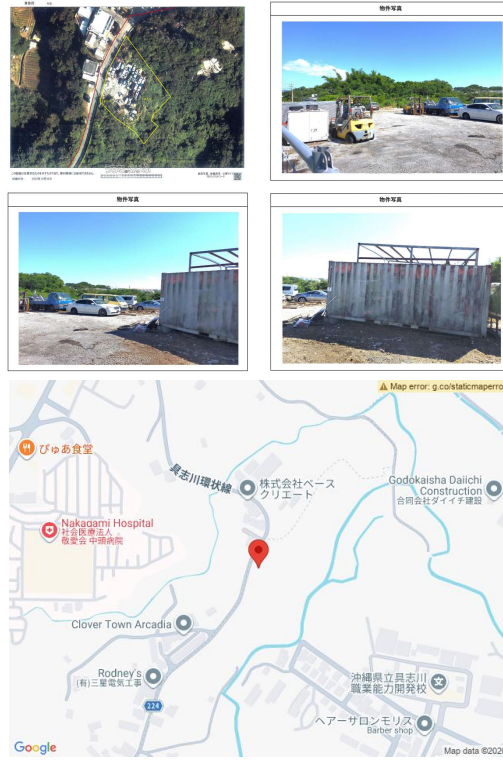 物件写真
物件写真
物件写真
Map error: g.co/staticmaperro
ぴゅあ食堂
具志川環状線
株式会社ベース
クリエート
Godokaisha Daiichi
Construction
合同会社ダイイチ建設
Nakagami Hospital
社会医療法人
敬愛会 中頭病院
Clover Town Arcadia
Rodney's
(有)三星電気工事
224
沖縄県立具志川
職業能力開発校
ヘアーサロンモリス
Barber shop
Google
Map data ©2026